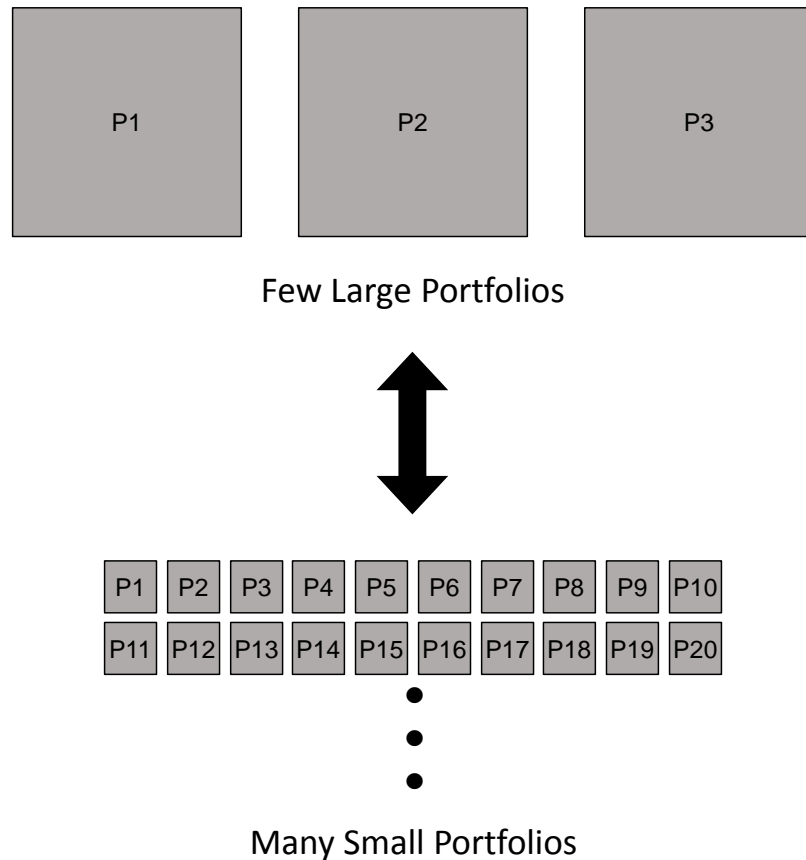 P1 P2 P3
Few Large Portfolios
P1 P2 P3 P4 P5 P6 P7 P8 P9 P10
P11 P12 P13 P14 P15 P16 P17 P18 P19 P20
Many Small Portfolios